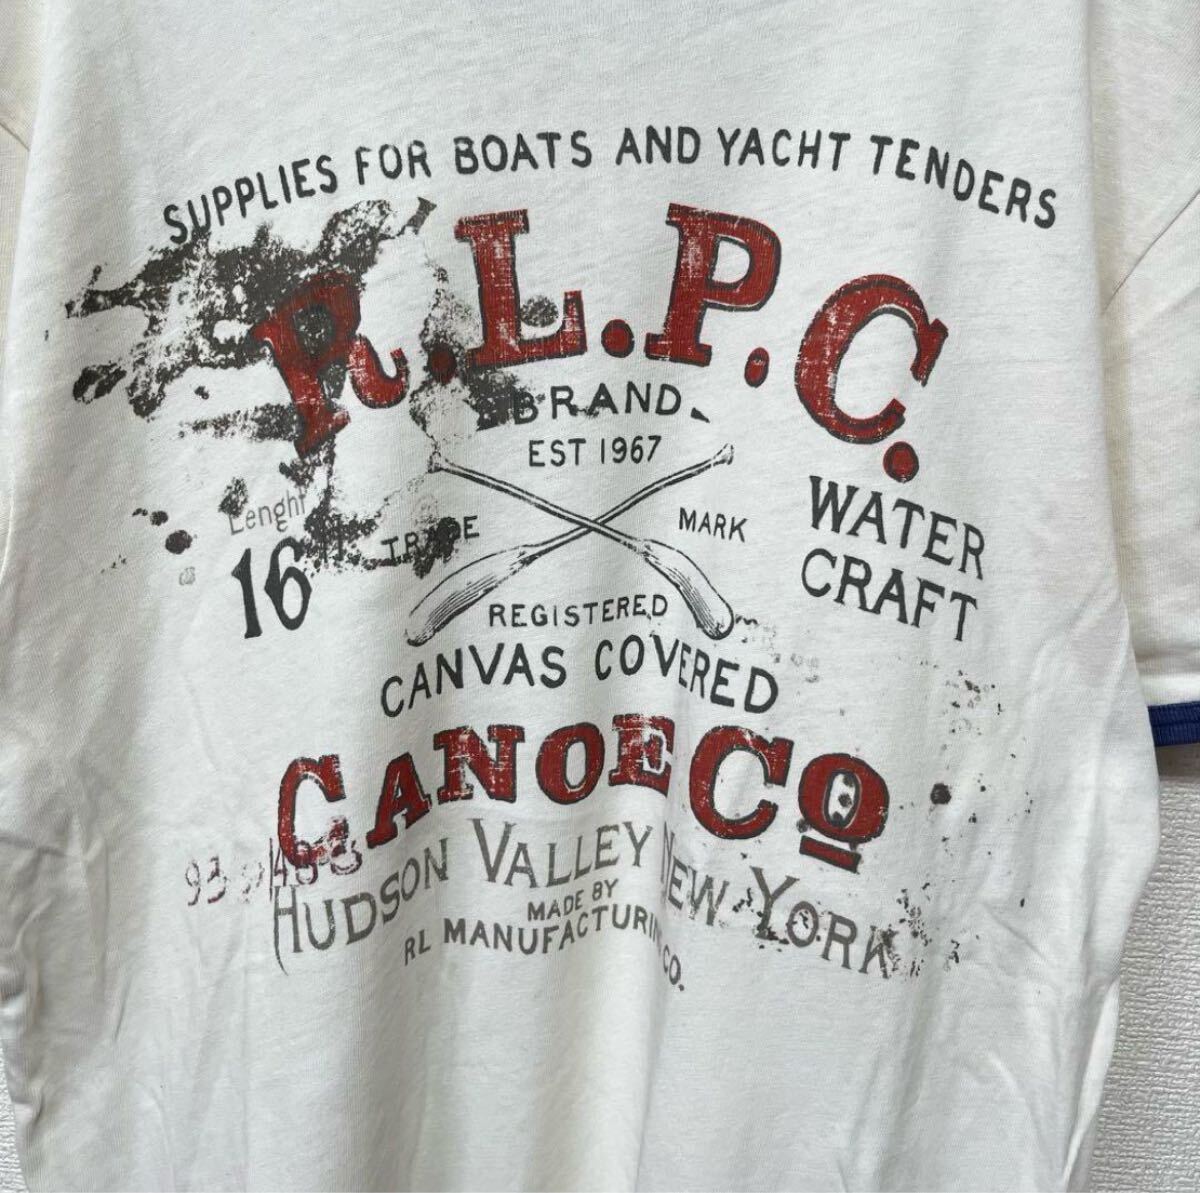 SUPPLIES FOR BOATS AND YACHT TENDERS
R.L.P.C.
BRAND
EST 1967
Lenght
16
TRADE
MARK
WATER
CRAFT
REGISTERED
CANVAS COVERED
CANOE CO
HUDSON VALLEY NEW YORK
MADE BY
RL MANUFACTURING CO.